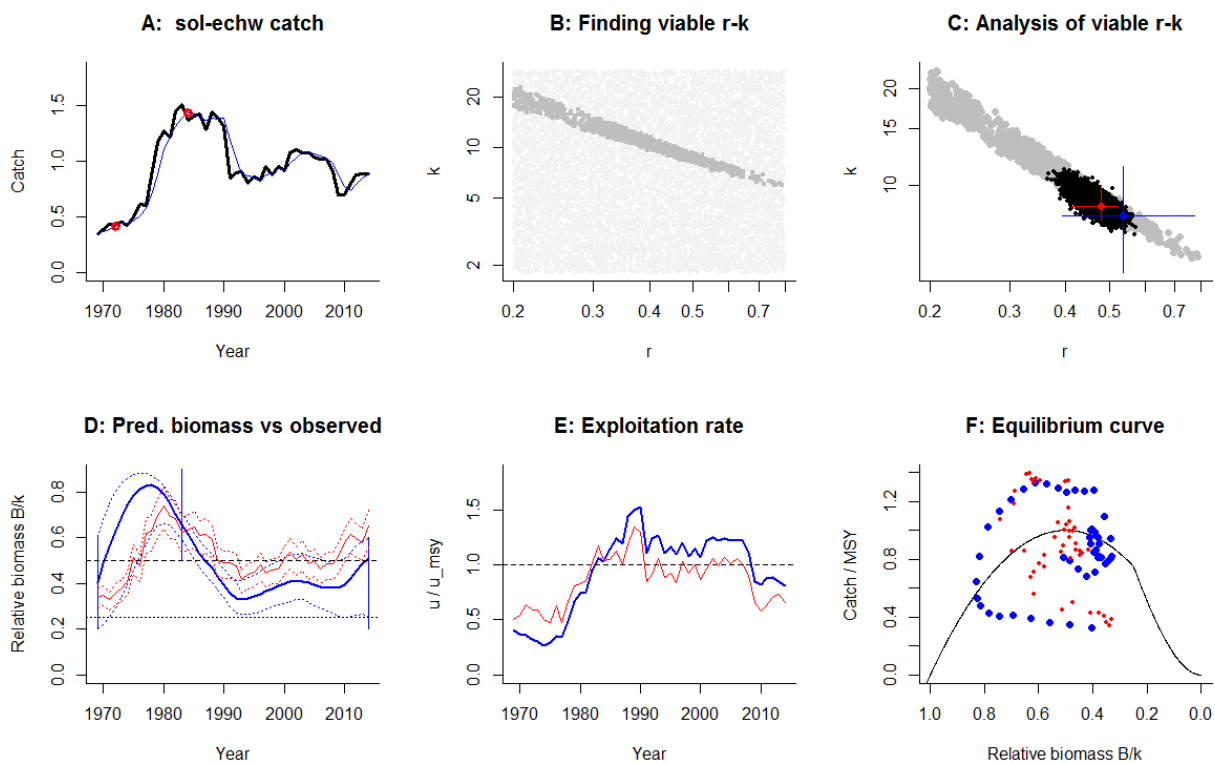 A:  sol-echw catch
B: Finding viable r-k
C: Analysis of viable r-k
Catch
0.0 0.5 1.0 1.5
1970 1980 1990 2000 2010
Year
k
2 5 10 20
0.2 0.3 0.4 0.5 0.7
r
k
10 15 20
0.2 0.3 0.4 0.5 0.7
r
D: Pred. biomass vs observed
E: Exploitation rate
F: Equilibrium curve
Relative biomass B/k
0.0 0.2 0.4 0.6 0.8
1970 1980 1990 2000 2010
Year
u / u_msy
0.0 0.5 1.0 1.5
1970 1980 1990 2000 2010
Year
Catch / MSY
0.0 0.4 0.8 1.2
1.0 0.8 0.6 0.4 0.2 0.0
Relative biomass B/k